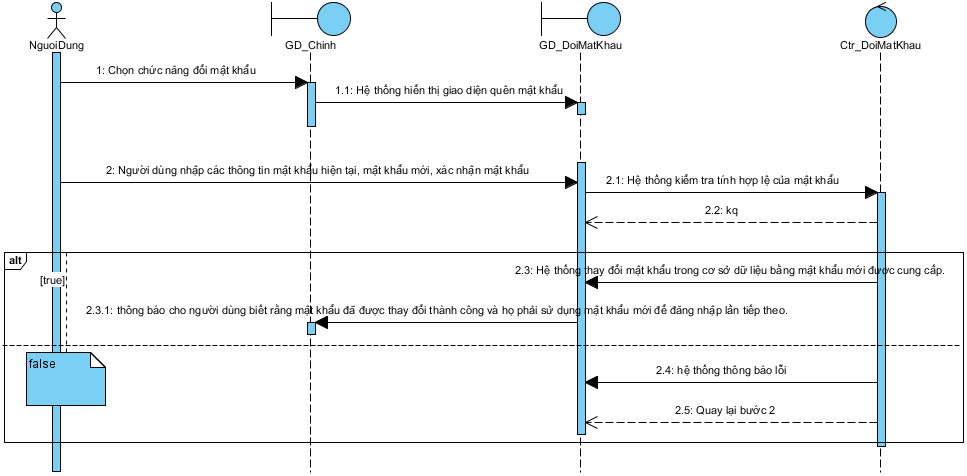 NguoiDung
GD_Chinh
GD_DoiMatKhau
Ctr_DoiMatKhau
1: Chọn chức năng đổi mật khẩu
1.1: Hệ thống hiển thị giao diện quên mật khẩu
2: Người dùng nhập các thông tin mật khẩu hiện tại, mật khẩu mới, xác nhận mật khẩu
2.1: Hệ thống kiểm tra tính hợp lệ của mật khẩu
2.2: kq
alt
[true]
2.3: Hệ thống thay đổi mật khẩu trong cơ sở dữ liệu bằng mật khẩu mới được cung cấp.
2.3.1: thông báo cho người dùng biết rằng mật khẩu đã được thay đổi thành công và họ phải sử dụng mật khẩu mới để đăng nhập lần tiếp theo.
false
2.4: hệ thống thông báo lỗi
2.5: Quay lại bước 2